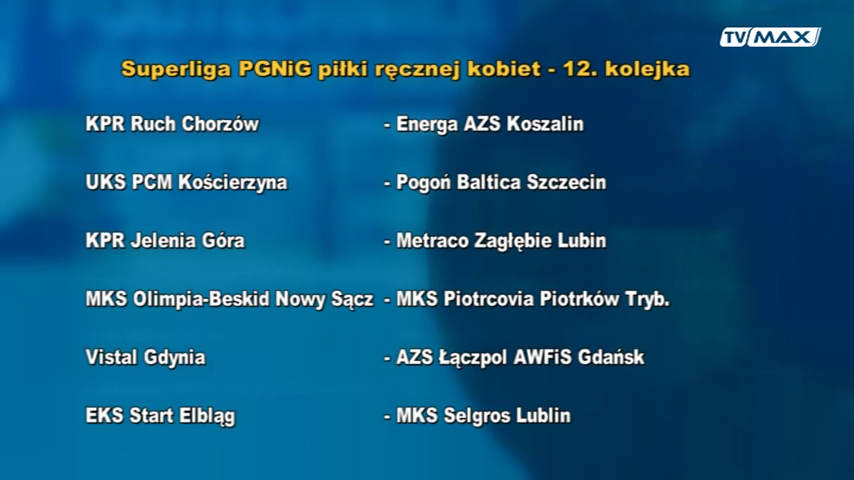 TV MAX
Superliga PGNiG piłki ręcznej kobiet - 12. kolejka
KPR Ruch Chorzów - Energa AZS Koszalin
UKS PCM Kościerzyna - Pogoń Baltica Szczecin
KPR Jelenia Góra - Metraco Zagłębie Lubin
MKS Olimpia-Beskid Nowy Sącz - MKS Piotrcovia Piotrków Tryb.
Vistal Gdynia - AZS Łączpol AWFiS Gdańsk
EKS Start Elbląg - MKS Selgros Lublin